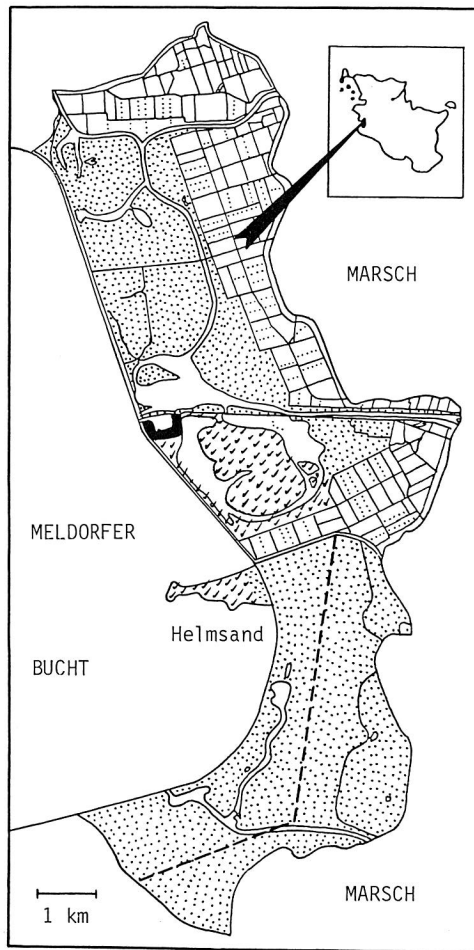 MARSCH
MELDORFER
Helmsand
BUCHT
MARSCH
1 km